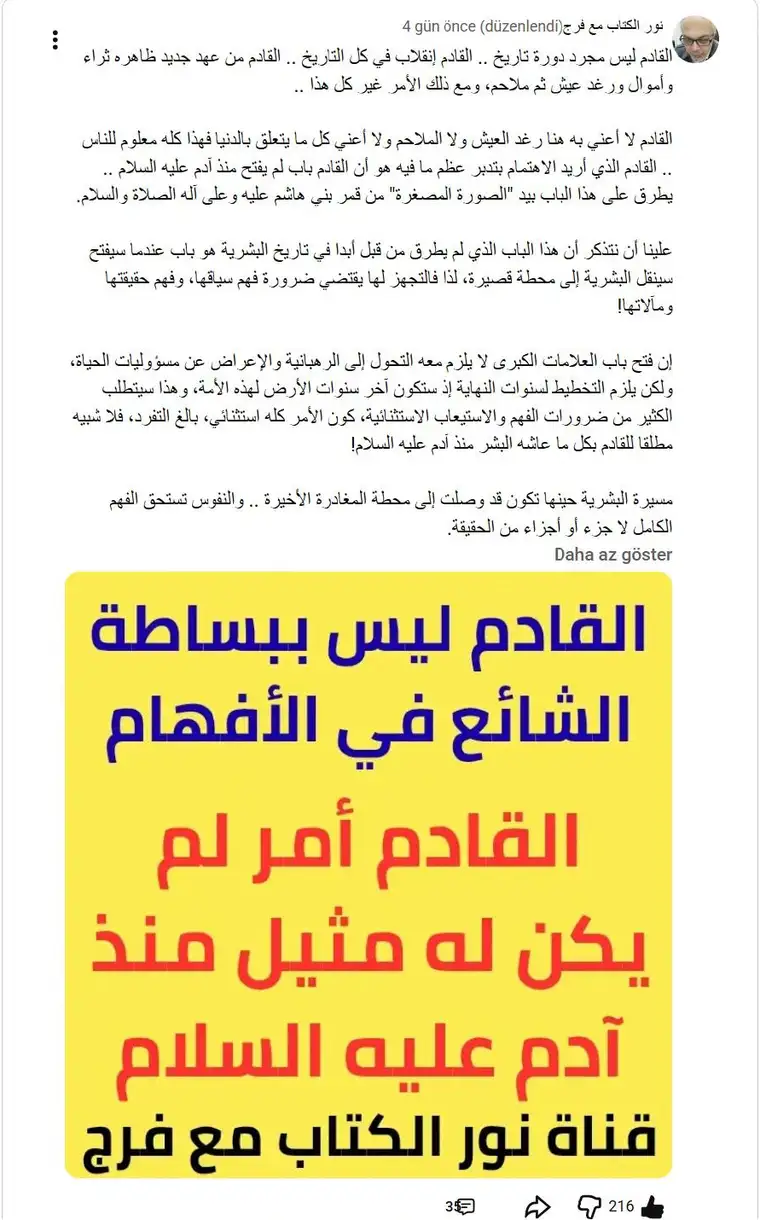 نور الكتاب مع فرج 4 gün önce (düzenlendi)
القادم ليس مجرد دورة تاريخ .. القادم إنقلاب في كل التاريخ .. القادم من عهد جديد ظاهره ثراء
وأموال ورغد عيش ثم ملاحم، ومع ذلك الأمر غير كل هذا ..
القادم لا أعني به هنا رغد العيش ولا الملاحم ولا أعني كل ما يتعلق بالدنيا فهذا كله معلوم للناس
.. القادم الذي أريد الاهتمام بتدبر عظم ما فيه هو أن القادم باب لم يفتح منذ آدم عليه السلام ..
يطرق على هذا الباب بيد "الصورة المصغرة" من قمر بني هاشم عليه وعلى آله الصلاة والسلام.
علينا أن نتذكر أن هذا الباب الذي لم يطرق من قبل أبدا في تاريخ البشرية هو باب عندما سيفتح
سينقل البشرية إلى محطة قصيرة، لذا فالتجهز لها يقتضي ضرورة فهم سياقها، وفهم حقيقتها
ومآلاتها!
إن فتح باب العلامات الكبرى لا يلزم معه التحول إلى الرهبانية والإعراض عن مسؤوليات الحياة،
ولكن يلزم التخطيط لسنوات النهاية إذ ستكون آخر سنوات الأرض لهذه الأمة، وهذا سيتطلب
الكثير من ضرورات الفهم والاستيعاب الاستثنائية، كون الأمر كله استثنائي، بالغ التفرد، فلا شبيه
مطلقا للقادم بكل ما عاشه البشر منذ آدم عليه السلام!
مسيرة البشرية حينها تكون قد وصلت إلى محطة المغادرة الأخيرة .. والنفوس تستحق الفهم
الكامل لا جزء أو أجزاء من الحقيقة.
Daha az göster
القادم ليس ببساطة
الشائع في الأفهام
القادم أمر لم
يكن له مثيل منذ
آدم عليه السلام
قناة نور الكتاب مع فرج
216 35